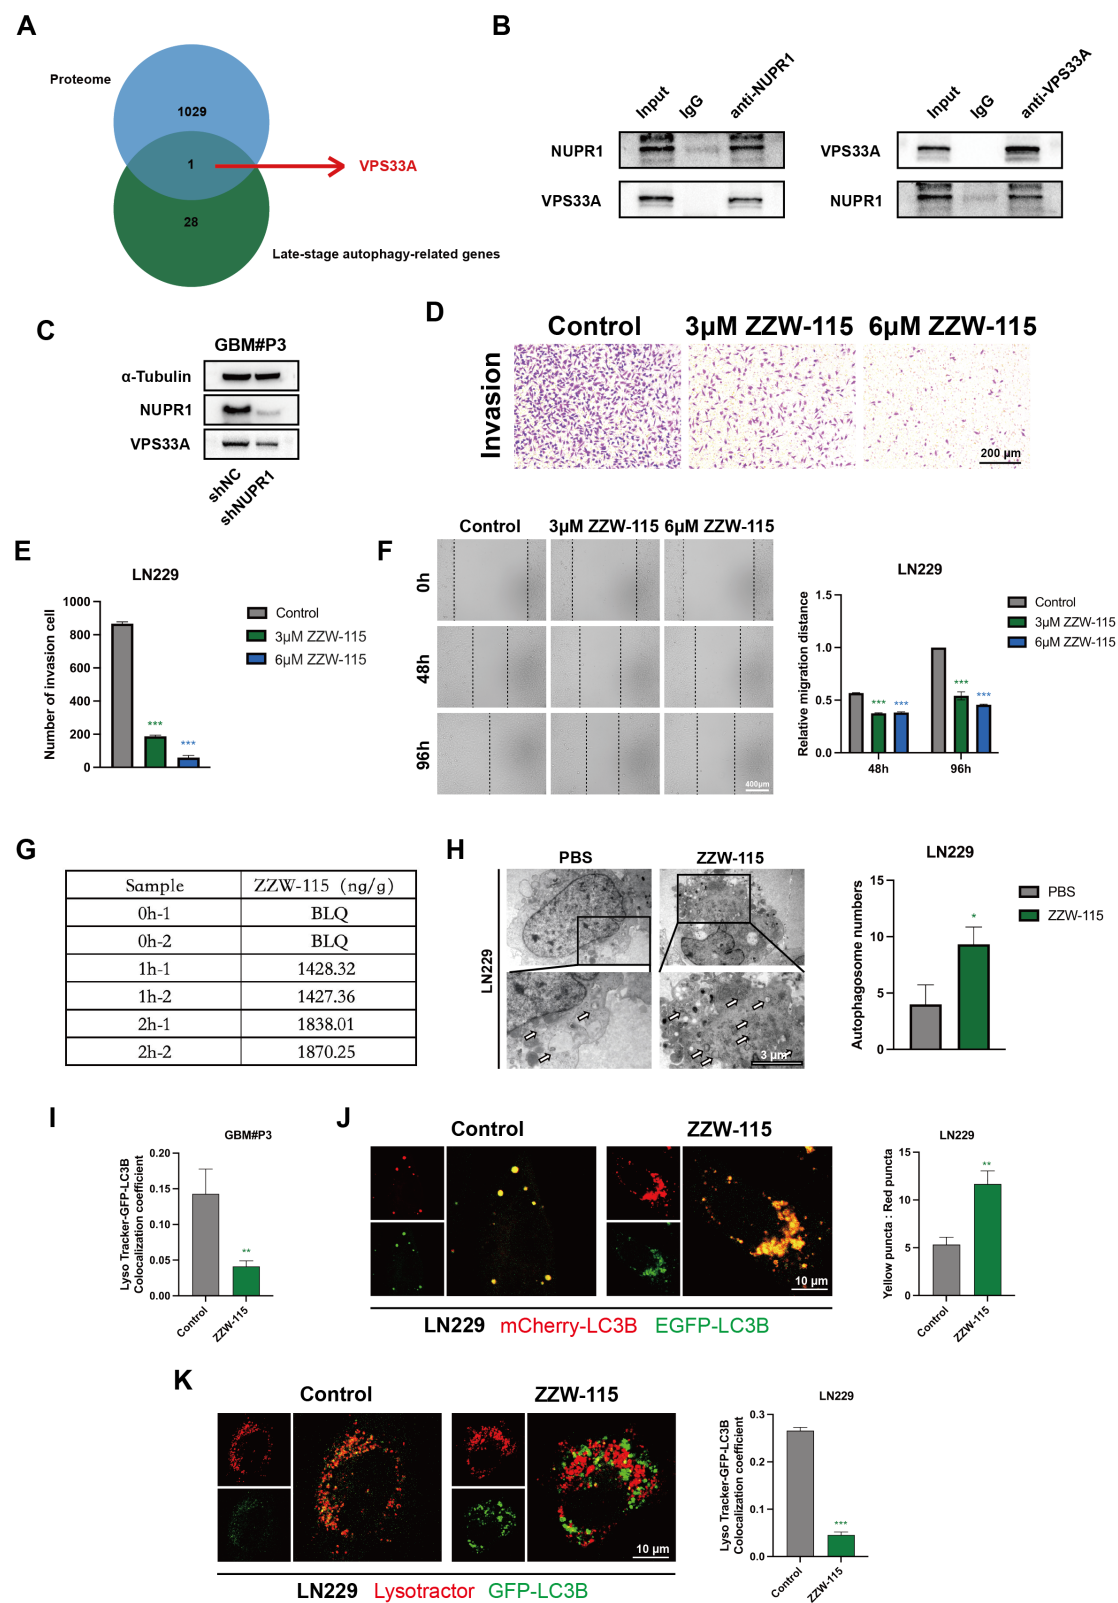 A
Proteome
1029
1
VPS33A
28
Late-stage autophagy-related genes
B
Input
IgG
anti-NUPR1
NUPR1
VPS33A
Input
IgG
anti-VPS33A
VPS33A
NUPR1
C
GBM#P3
α-Tubulin
NUPR1
VPS33A
shNC
shNUPR1
D
Control
3μM ZZW-115
6μM ZZW-115
Invasion
200 μm
E
LN229
Number of invasion cell
1000
800
600
400
200
0
***
***
Control
3μM ZZW-115
6μM ZZW-115
F
Control
3μM ZZW-115
6μM ZZW-115
0h
48h
96h
400μm
LN229
Relative migration distance
1.5
1.0
0.5
0.0
***
***
***
***
48h
96h
Control
3μM ZZW-115
6μM ZZW-115
G
Sample
ZZW-115 (ng/g)
0h-1
BLQ
0h-2
BLQ
1h-1
1428.32
1h-2
1427.36
2h-1
1838.01
2h-2
1870.25
H
PBS
ZZW-115
LN229
3 μm
LN229
Autophagosome numbers
15
10
5
0
*
PBS
ZZW-115
I
GBM#P3
Lyso Tracker-GFP-LC3B
Colocalization coefficient
0.20
0.15
0.10
0.05
0.00
**
Control
ZZW-115
J
Control
ZZW-115
10 μm
LN229 mCherry-LC3B EGFP-LC3B
LN229
Yellow puncta : Red puncta
15
10
5
0
**
Control
ZZW-115
K
Control
ZZW-115
10 μm
LN229 Lysotractor GFP-LC3B
LN229
Lyso Tracker-GFP-LC3B
Colocalization coefficient
0.3
0.2
0.1
0.0
***
Control
ZZW-115